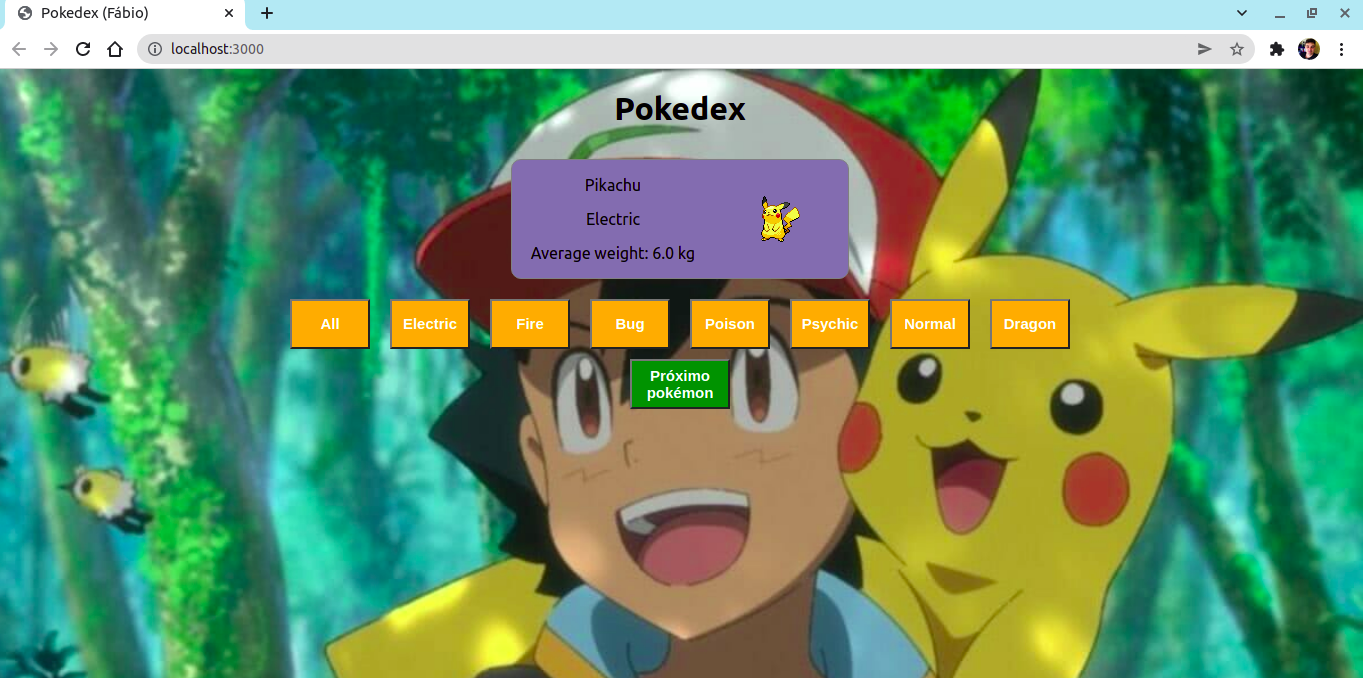 Pokedex (Fábio)
localhost:3000
Pokedex
Pikachu
Electric
Average weight: 6.0 kg
All Electric Fire Bug Poison Psychic Normal Dragon
Próximo
pokémon